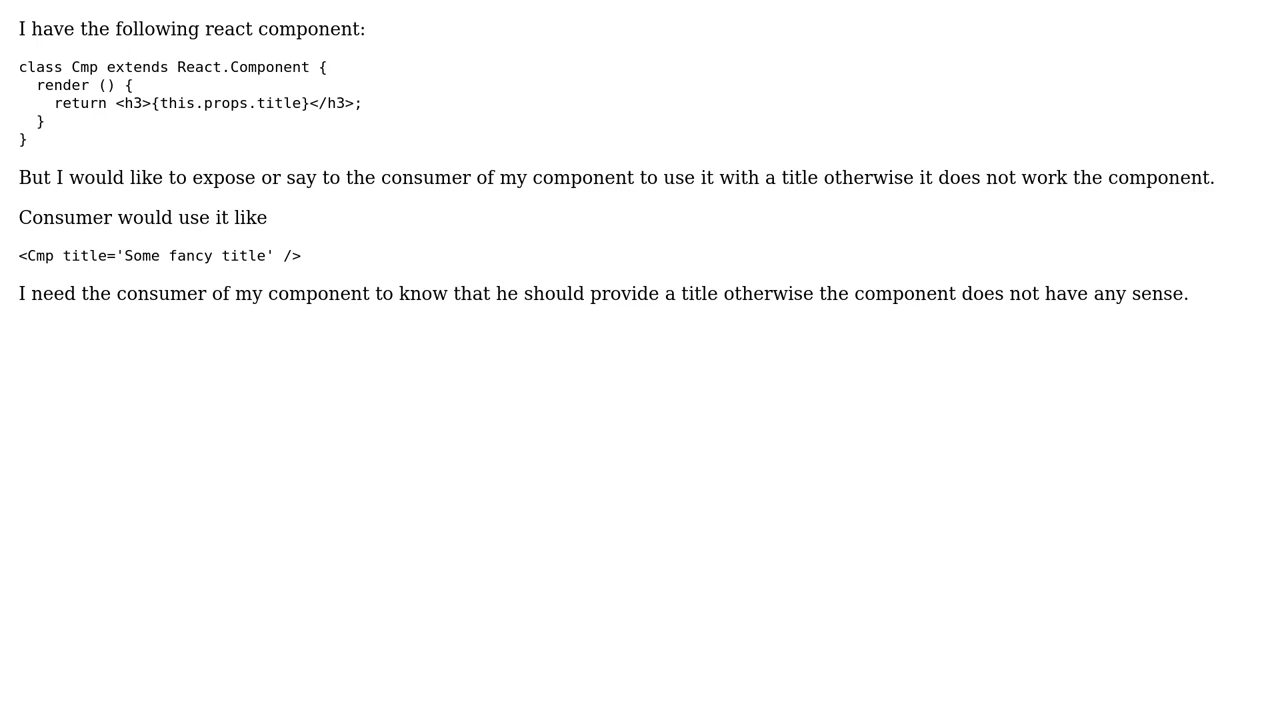 I have the following react component:
class Cmp extends React.Component {
  render () {
    return <h3>{this.props.title}</h3>;
  }
}
But I would like to expose or say to the consumer of my component to use it with a title otherwise it does not work the component.
Consumer would use it like
<Cmp title='Some fancy title' />
I need the consumer of my component to know that he should provide a title otherwise the component does not have any sense.